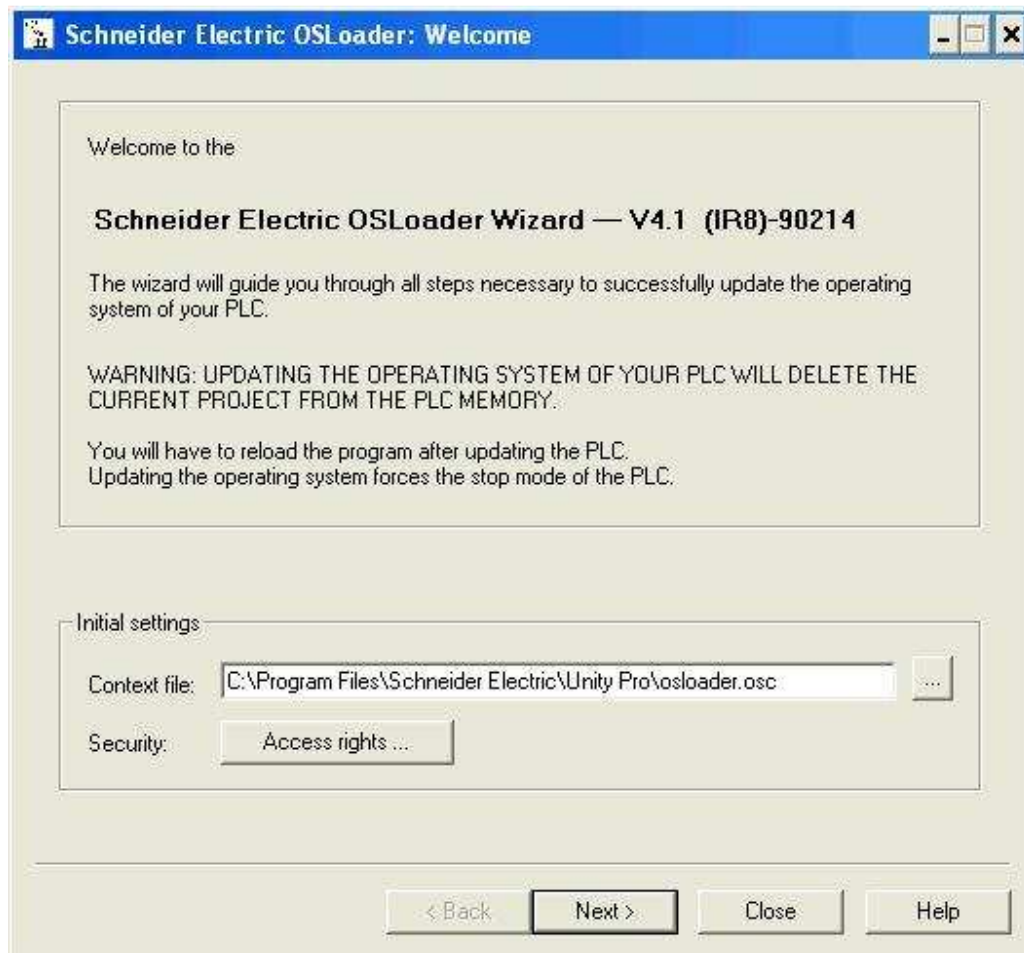 Schneider Electric OSLoader: Welcome
Welcome to the
Schneider Electric OSLoader Wizard — V4.1 (IR8)-90214
The wizard will guide you through all steps necessary to successfully update the operating
system of your PLC.
WARNING: UPDATING THE OPERATING SYSTEM OF YOUR PLC WILL DELETE THE
CURRENT PROJECT FROM THE PLC MEMORY.
You will have to reload the program after updating the PLC.
Updating the operating system forces the stop mode of the PLC.
Initial settings
Context file: C:\Program Files\Schneider Electric\Unity Pro\osloader.osc ...
Security: Access rights ...
< Back Next > Close Help